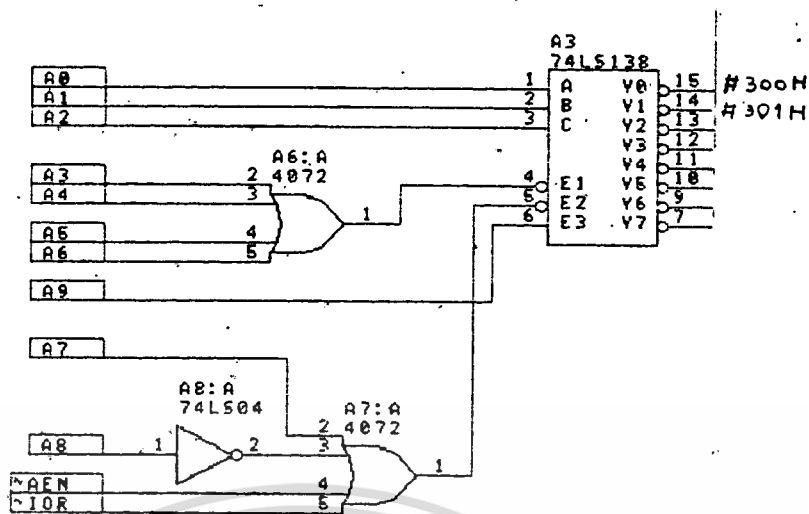 A3
74LS138
A0
A1
A2
1 A Y0 15 #300H
2 B Y1 14 #301H
3 C Y2 13
Y3 12
Y4 11
4 E1 Y5 10
5 E2 Y6 9
6 E3 Y7 7
A6:A
4072
A3 2
A4 3
1
A5 4
A6 5
A9
A7
A8:A
74LS04
A7:A
4072
2
A8 1 2 3
1
~AEN 4
~IOR 5